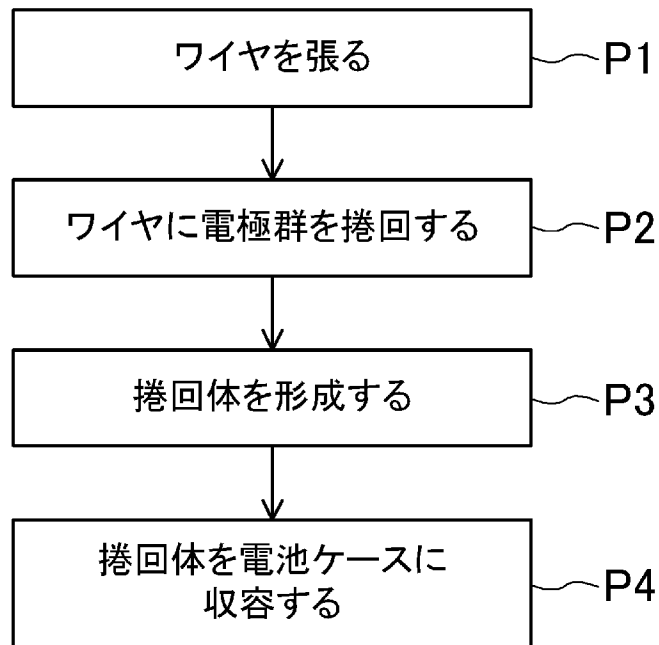 ワイヤを張る
P1
ワイヤに電極群を捲回する
P2
捲回体を形成する
P3
捲回体を電池ケースに
収容する
P4